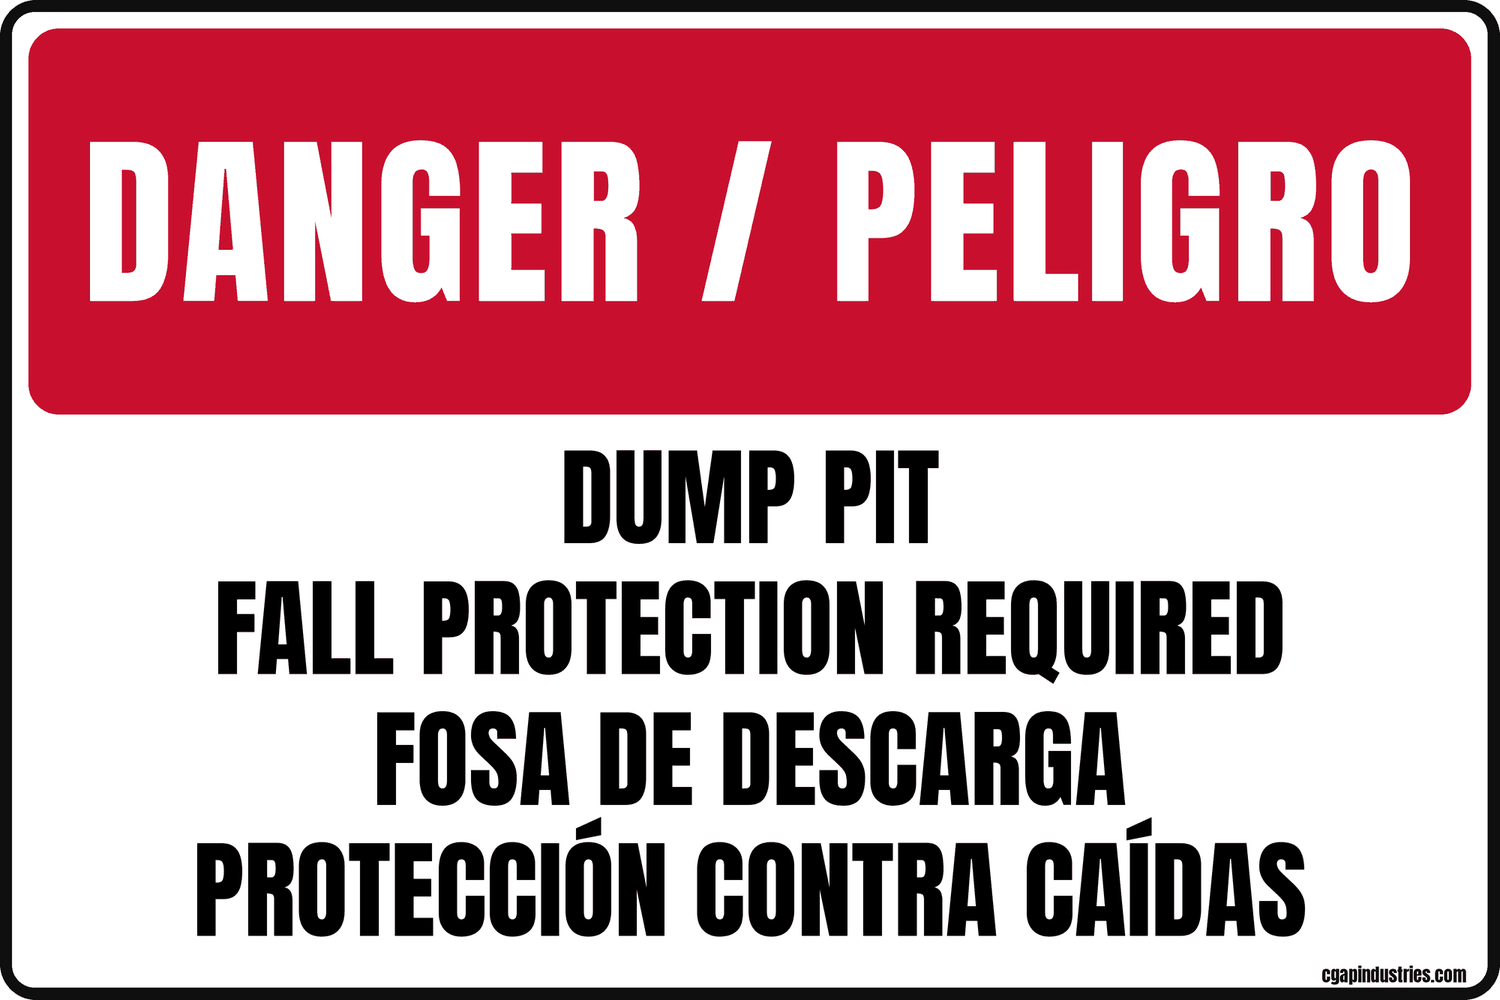 DANGER / PELIGRO
DUMP PIT
FALL PROTECTION REQUIRED
FOSA DE DESCARGA
PROTECCIÓN CONTRA CAÍDAS
cgapindustries.com